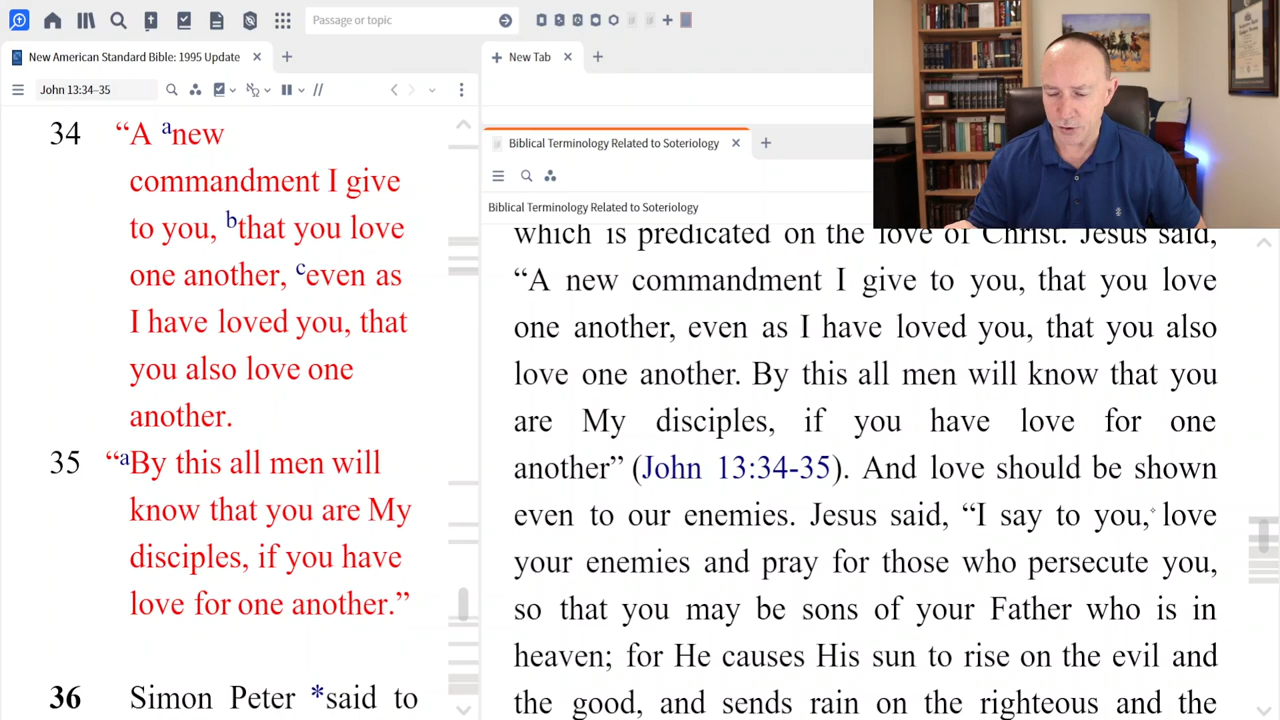 Passage or topic
New American Standard Bible: 1995 Update
John 13:34–35
34 “A anew
commandment I give
to you, bthat you love
one another, ceven as
I have loved you, that
you also love one
another.
35 “aBy this all men will
know that you are My
disciples, if you have
love for one another.”
36 Simon Peter *said to
New Tab
Biblical Terminology Related to Soteriology
Biblical Terminology Related to Soteriology
which is predicated on the love of Christ. Jesus said,
“A new commandment I give to you, that you love
one another, even as I have loved you, that you also
love one another. By this all men will know that you
are My disciples, if you have love for one
another” (John 13:34-35). And love should be shown
even to our enemies. Jesus said, “I say to you, love
your enemies and pray for those who persecute you,
so that you may be sons of your Father who is in
heaven; for He causes His sun to rise on the evil and
the good, and sends rain on the righteous and the